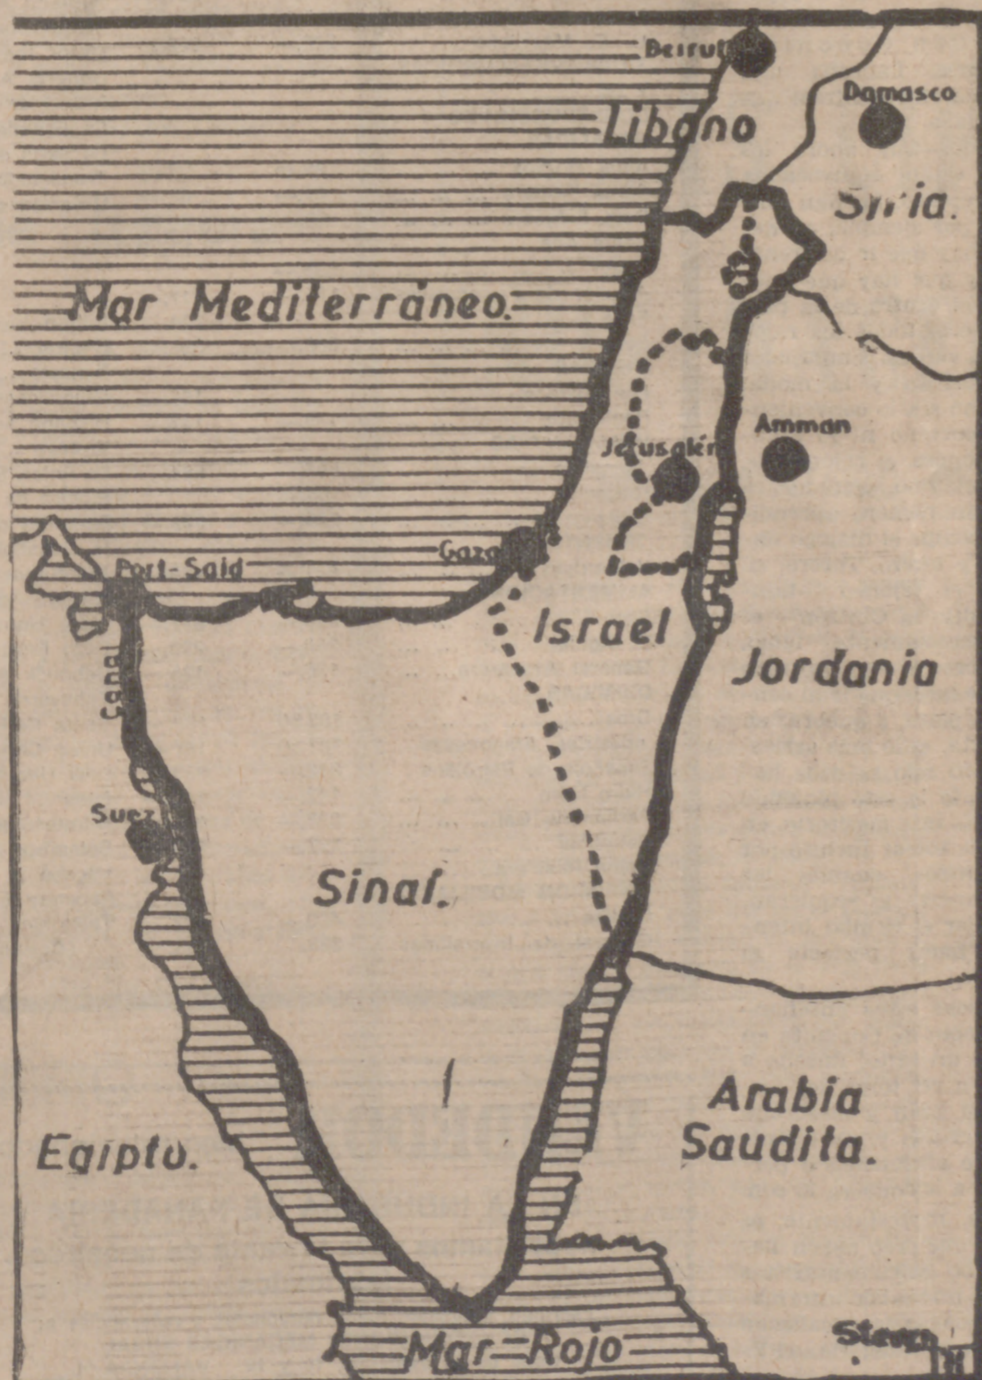 Beirut
Damasco
Libano
Siria.
Mar Mediterráneo.
Amman
Jerusalén
Gaza
Port-Said
Israel
Jordania
Canal
Suez
Sinaí.
Arabia
Saudita.
Egipto.
Mar Rojo